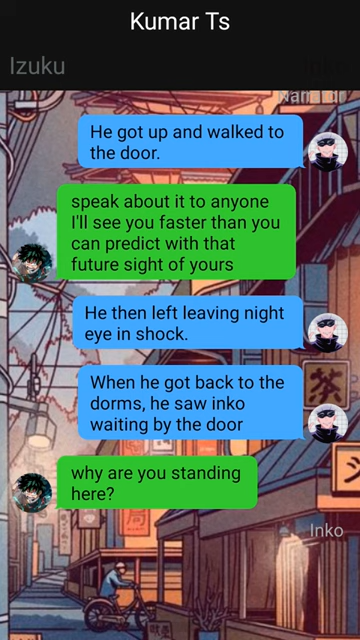 Kumar Ts
Izuku
Inko
Narrator
He got up and walked to
the door.
speak about it to anyone
I'll see you faster than you
can predict with that
future sight of yours
He then left leaving night
eye in shock.
When he got back to the
dorms, he saw inko
waiting by the door
why are you standing
here?
Inko
茶